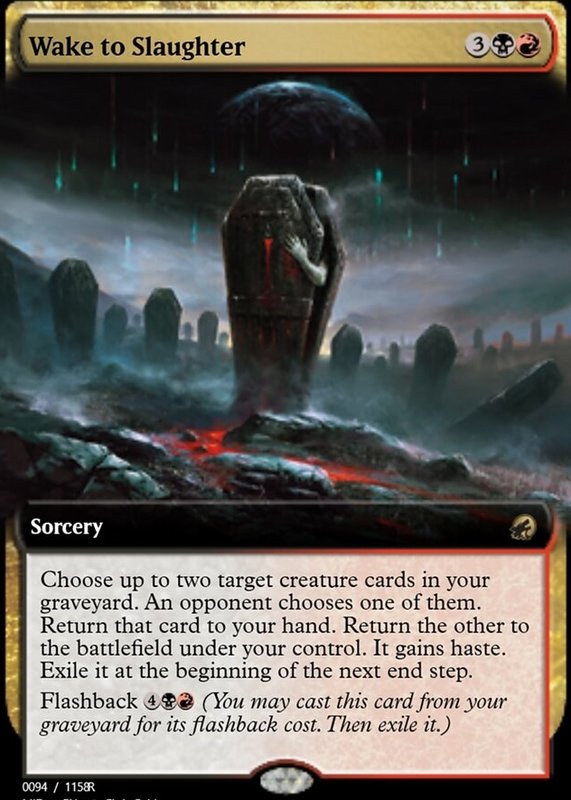 Wake to Slaughter 3
Sorcery
Choose up to two target creature cards in your
graveyard. An opponent chooses one of them.
Return that card to your hand. Return the other to
the battlefield under your control. It gains haste.
Exile it at the beginning of the next end step.
Flashback 4 (You may cast this card from your
graveyard for its flashback cost. Then exile it.)
0094 / 1158R